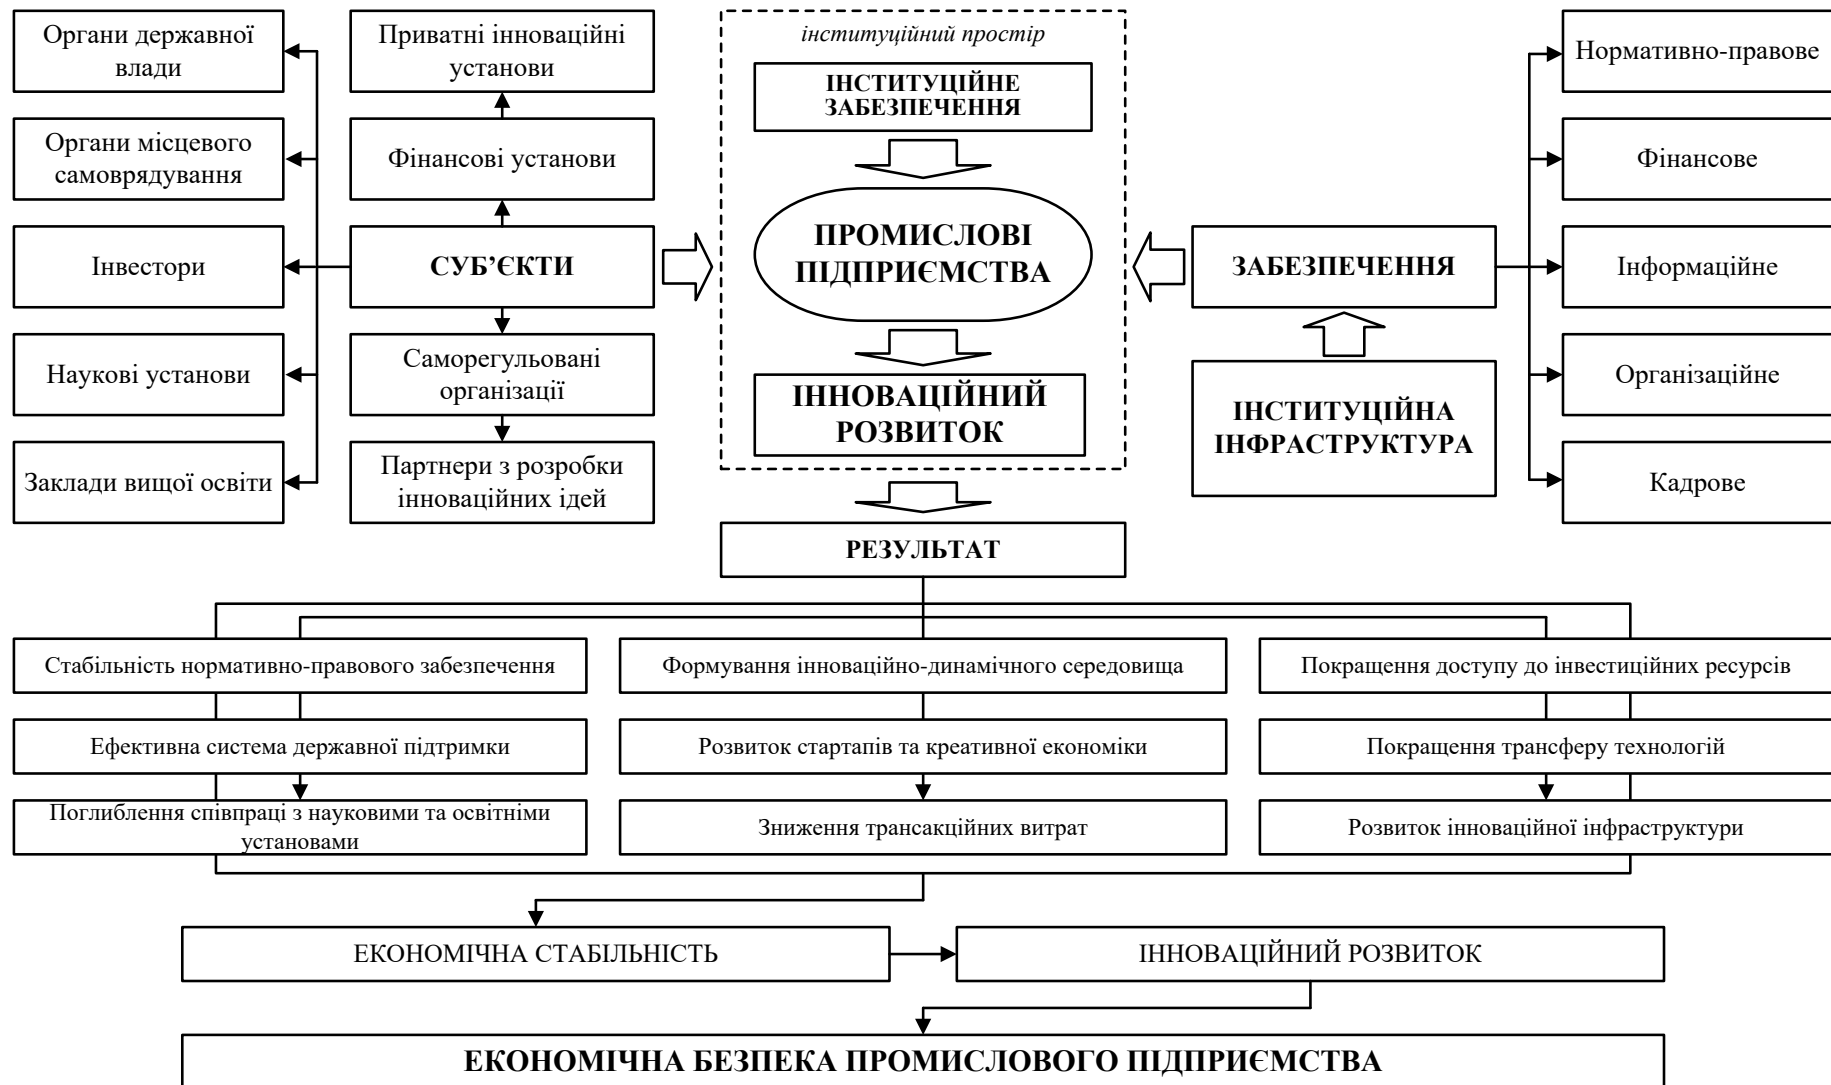 Органи державної
влади
Приватні інноваційні
установи
інституційний простір
ІНСТИТУЦІЙНЕ
ЗАБЕЗПЕЧЕННЯ
Нормативно-правове
Органи місцевого
самоврядування
Фінансові установи
Фінансове
Інвестори
СУБ’ЄКТИ
ПРОМИСЛОВІ
ПІДПРИЄМСТВА
ЗАБЕЗПЕЧЕННЯ
Інформаційне
Наукові установи
Саморегульовані
організації
ІННОВАЦІЙНИЙ
РОЗВИТОК
ІНСТИТУЦІЙНА
ІНФРАСТРУКТУРА
Організаційне
Заклади вищої освіти
Партнери з розробки
інноваційних ідей
Кадрове
РЕЗУЛЬТАТ
Стабільність нормативно-правового забезпечення
Формування інноваційно-динамічного середовища
Покращення доступу до інвестиційних ресурсів
Ефективна система державної підтримки
Розвиток стартапів та креативної економіки
Покращення трансферу технологій
Поглиблення співпраці з науковими та освітніми
установами
Зниження трансакційних витрат
Розвиток інноваційної інфраструктури
ЕКОНОМІЧНА СТАБІЛЬНІСТЬ
ІННОВАЦІЙНИЙ РОЗВИТОК
ЕКОНОМІЧНА БЕЗПЕКА ПРОМИСЛОВОГО ПІДПРИЄМСТВА